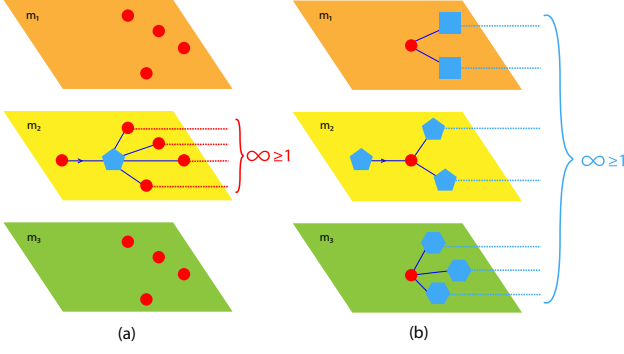 m₁
m₂
∞ ≥ 1
m₃
(a)
m₁
m₂
∞ ≥ 1
m₃
(b)